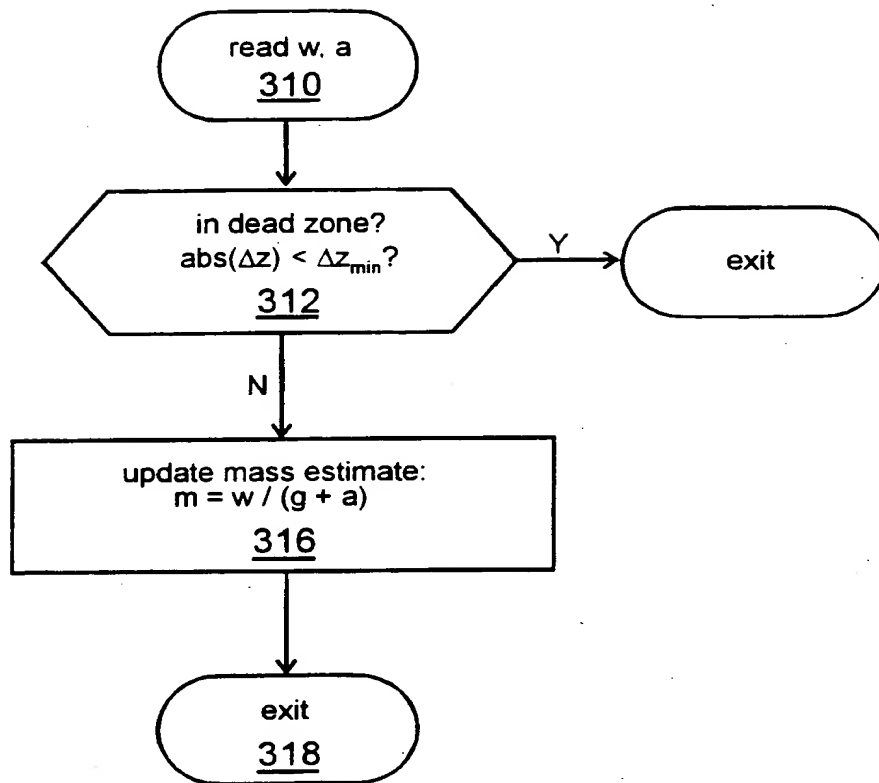 read w, a
310
in dead zone?
abs(Δz) < Δzmin?
312
Y
exit
N
update mass estimate:
m = w / (g + a)
316
exit
318